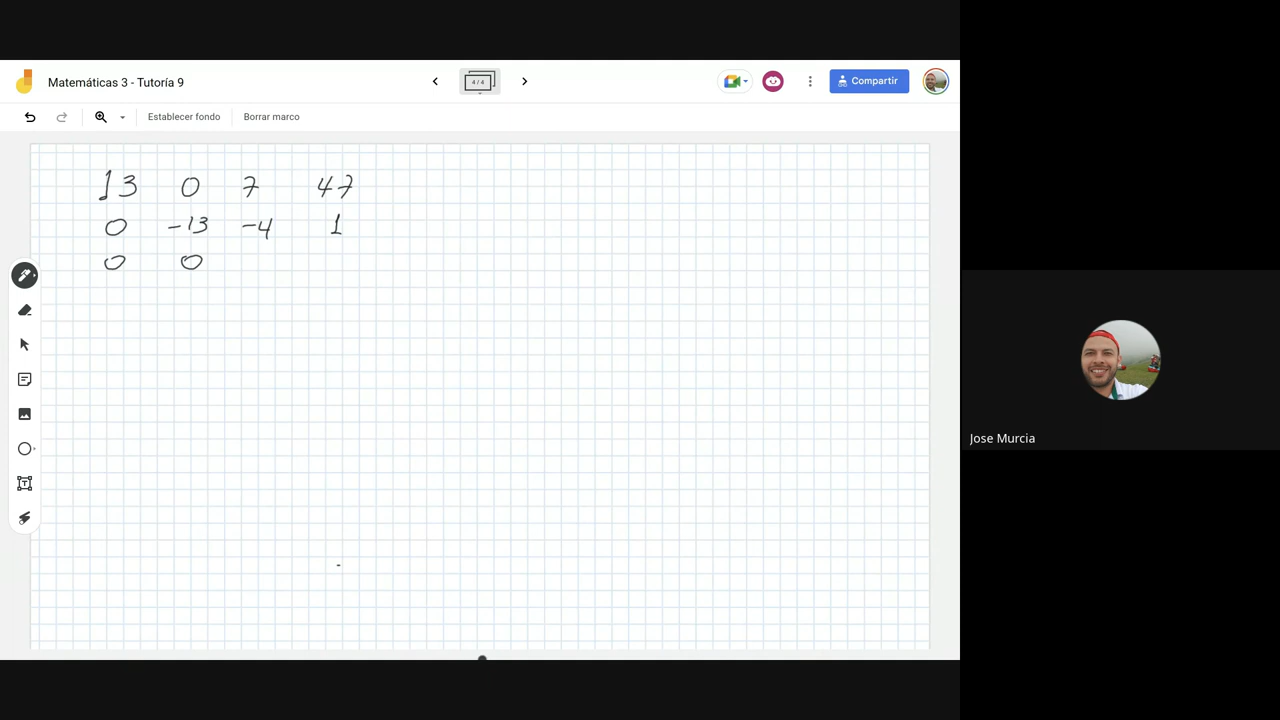 Matemáticas 3 - Tutoría 9
4 / 4
Compartir
Establecer fondo
Borrar marco
13 0 7 47
0 -13 -4 1
0 0
Jose Murcia